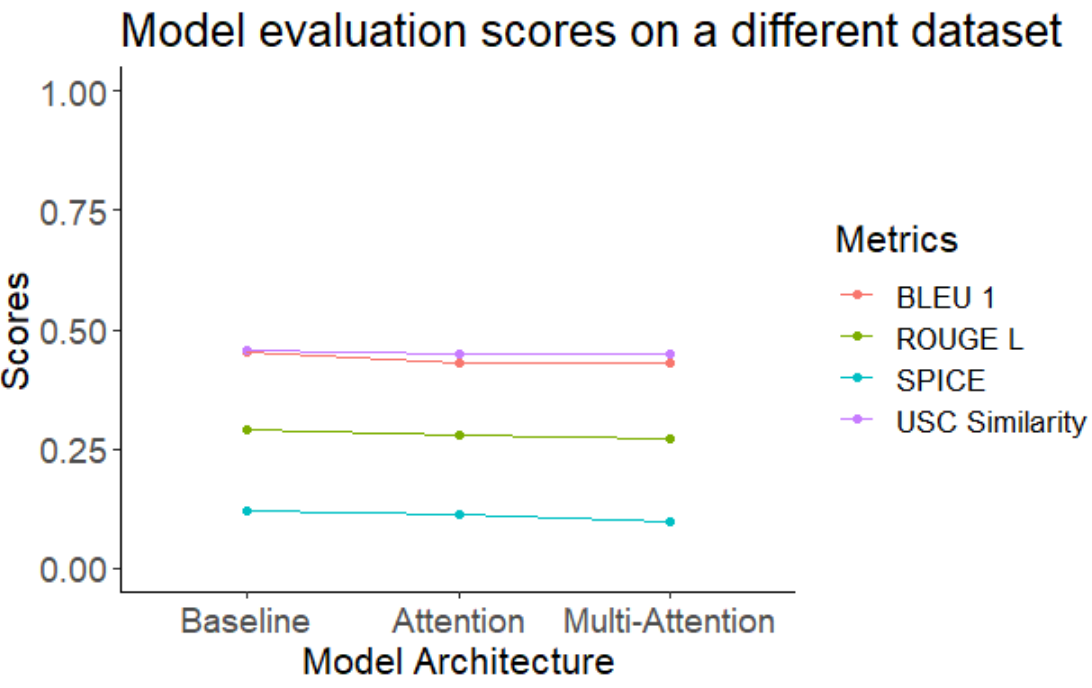 Model evaluation scores on a different dataset
1.00
0.75
0.50
0.25
0.00
Scores
Baseline
Attention
Multi-Attention
Model Architecture
Metrics
BLEU 1
ROUGE L
SPICE
USC Similarity